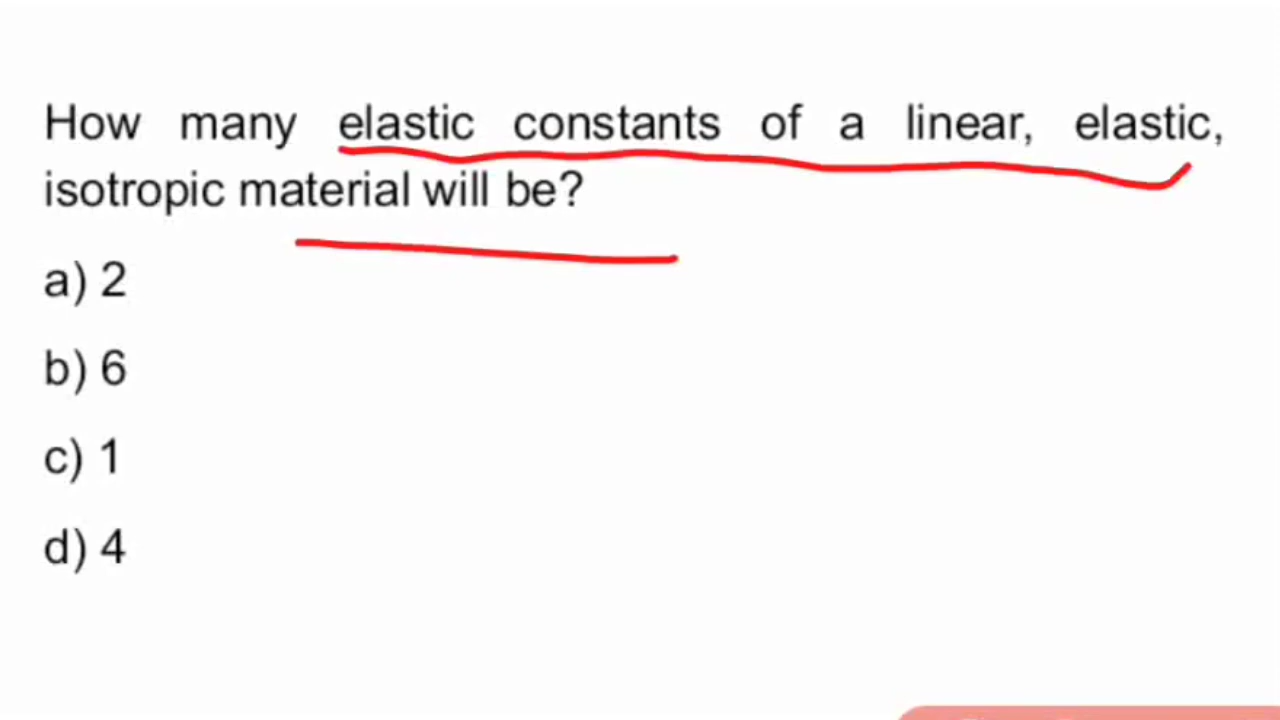 How many elastic constants of a linear, elastic,
isotropic material will be?
a) 2
b) 6
c) 1
d) 4